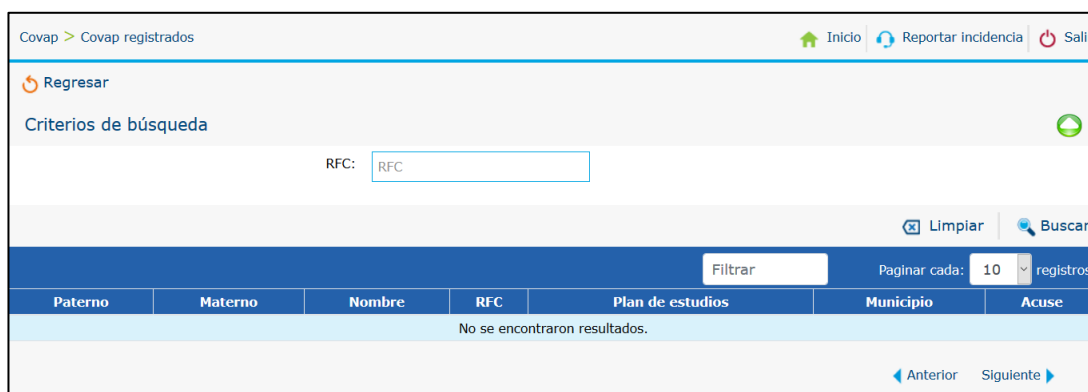 Covap > Covap registrados Inicio Reportar incidencia Sali
Regresar
Criterios de búsqueda
RFC: RFC
Limpiar Buscar
Filtrar Paginar cada: 10 registros
Paterno Materno Nombre RFC Plan de estudios Municipio Acuse
No se encontraron resultados.
Anterior Siguiente